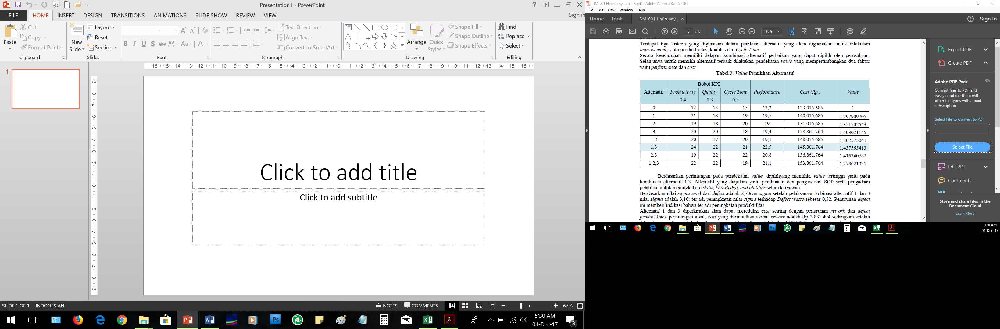 Presentation1 - PowerPoint
FILE HOME INSERT DESIGN TRANSITIONS ANIMATIONS SLIDE SHOW REVIEW VIEW Sign in
Paste
Cut
Copy
Format Painter
Clipboard
New Slide
Layout
Reset
Section
Slides
Font
Text Direction
Align Text
Convert to SmartArt
Paragraph
Arrange
Quick Styles
Shape Fill
Shape Outline
Shape Effects
Drawing
Find
Replace
Select
Editing
1
16 15 14 13 12 11 10 9 8 7 6 5 4 3 2 1 0 1 2 3 4 5 6 7 8 9 10 11 12 13 14 15 16
9 8 7 6 5 4 3 2 1 0 1 2 3 4 5 6 7 8 9
Click to add title
Click to add subtitle
SLIDE 1 OF 1 INDONESIAN NOTES COMMENTS 67%
5:30 AM
04-Dec-17
3
DM-001 Harisupriyanto ITS.pdf - Adobe Acrobat Reader DC
File Edit View Window Help
Home Tools DM-001 Harisupriy... × Sign In
6 / 8 116%
Terdapat tiga kriteria yang digunakan dalam penilaian alternatif yang akan diguanakan untuk dilakukan
improvement, yaitu produktivitas, kualitas dan Cycle Time
Secara keseluruhan memiliki delapan kombinasi alternatif perbaikan yang dapat dipilih oleh perusahaan.
Selanjunya untuk memilih alternatif terbaik dilakukan pendekatan value yang mempertimbangkan dua faktor
yaitu performance dan cost.
Tabel 3. Value Pemilihan Alternatif
Alternatif Bobot KPI Performance Cost (Rp.) Value
Productivity Quality Cycle Time
0,4 0,3 0,3
0 12 13 15 13,2 123.015.685 1
1 21 18 19 19,5 140.015.685 1,297909705
2 19 18 20 19 131.015.685 1,351502543
3 20 20 18 19,4 128.861.764 1,403021145
1,2 20 17 20 19,1 148.015.685 1,202575041
1,3 24 22 21 22,5 145.861.764 1,437565413
2,3 19 22 22 20,8 136.861.764 1,416340782
1,2,3 22 22 19 21,1 153.861.764 1,278021931
Berdasarkan perhitungan pada pendekatan value, dipilihyang memiliki value tertinggi yaitu pada
kombinasi alternatif 1,3. Alternatif yang diajukan yaitu pembuatan dan pengawasan SOP serta pengadaan
pelatihan untuk meningkatkan skills, knowledge, and abilities setiap karyawan.
Berdasarkan nilai sigma awal dari defect adalah 2,70dan sigma setelah pelaksanaan kobinasi alternatif 1 dan 3
nilai sigma adalah 3,10; terjadi peningkatan nilai sigma terhadap Defect waste sebesar 0,32. Penurunan defect
ini memberi indikasi bahwa terjadi peningkatan produktifitas.
Alternatif 1 dan 3 diperkirakan akan dapat mereduksi cost seiring dengan penurunan rework dan defect
product.Pada perhitungan awal, cost yang ditimbulkan akibat rework adalah Rp 3.831.494 sedangkan setelah
Export PDF
Create PDF
Adobe PDF Pack
Convert files to PDF and
easily combine them with
other file types with a paid
subscription
Select File to Convert to PDF
Select File
Edit PDF
Comment
Store and share files in the
Document Cloud
Learn More
5:30 AM
04-Dec-17